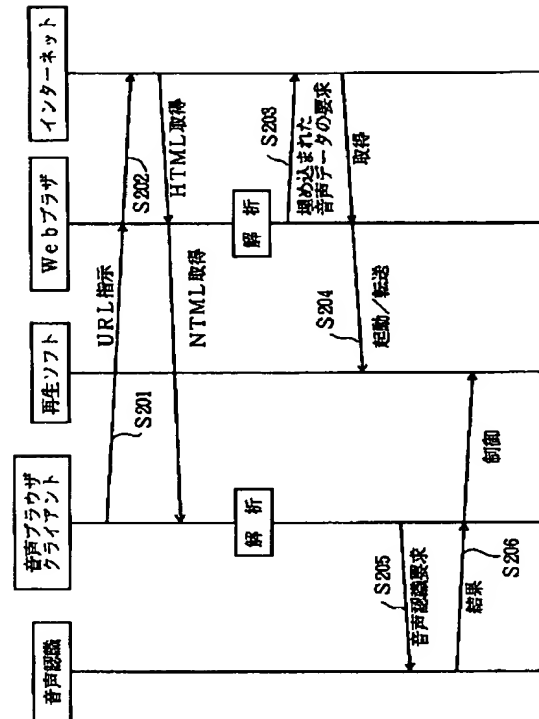 音声認識
音声ブラウザ
クライアント
再生ソフト
Webブラザ
インターネット
URL指示
S201
S202
HTML取得
NTML取得
解 析
解 析
S203
埋め込まれた
音声データの要求
取得
S204
起動/転送
S205
音声認識要求
結果
S206
制御